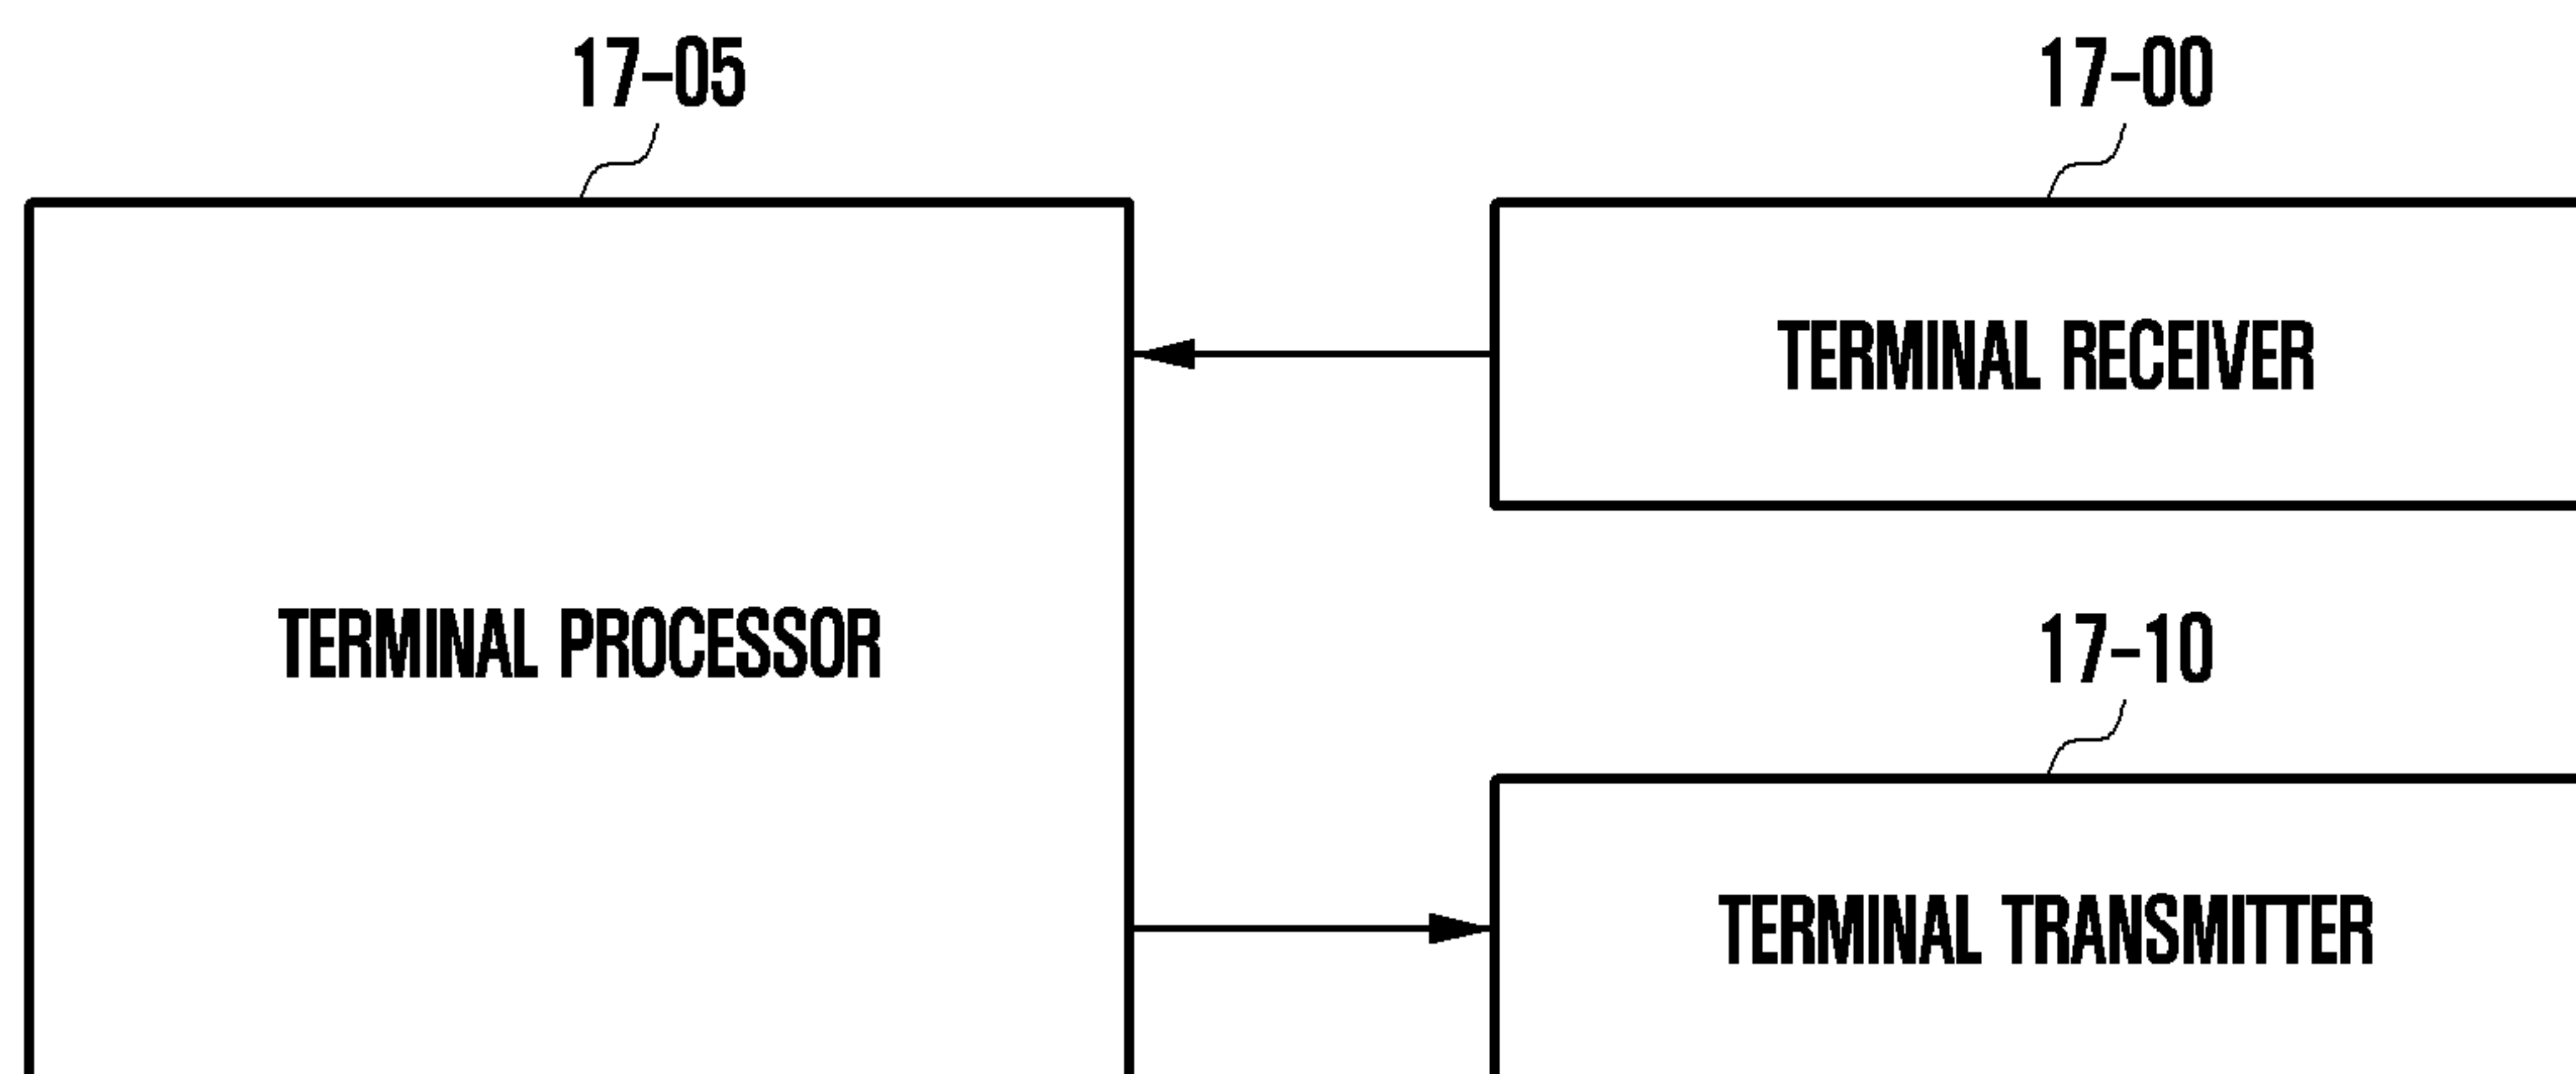 17-05
17-00
TERMINAL RECEIVER
TERMINAL PROCESSOR
17-10
TERMINAL TRANSMITTER